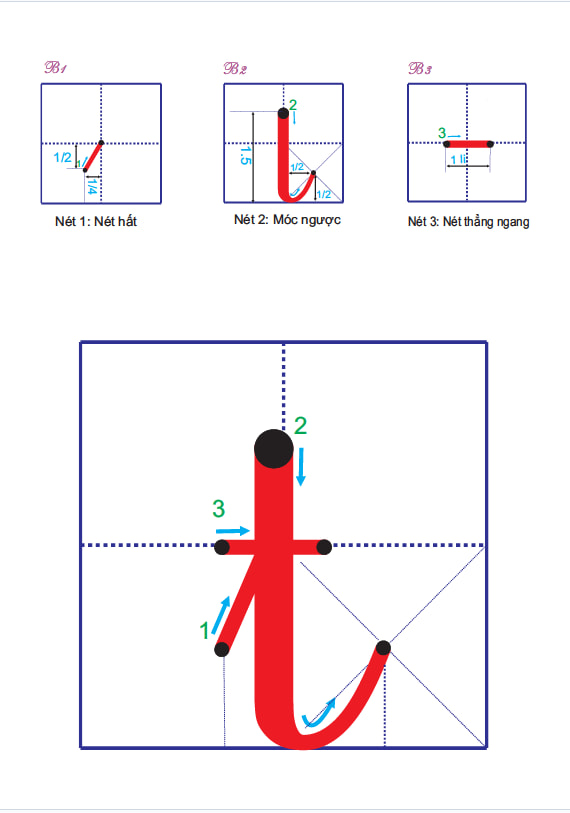 B1
B2
B3
1/2
1
1/4
2
1.5
1/2
1/2
3
1 li
Nét 1: Nét hất
Nét 2: Móc ngược
Nét 3: Nét thẳng ngang
2
3
1